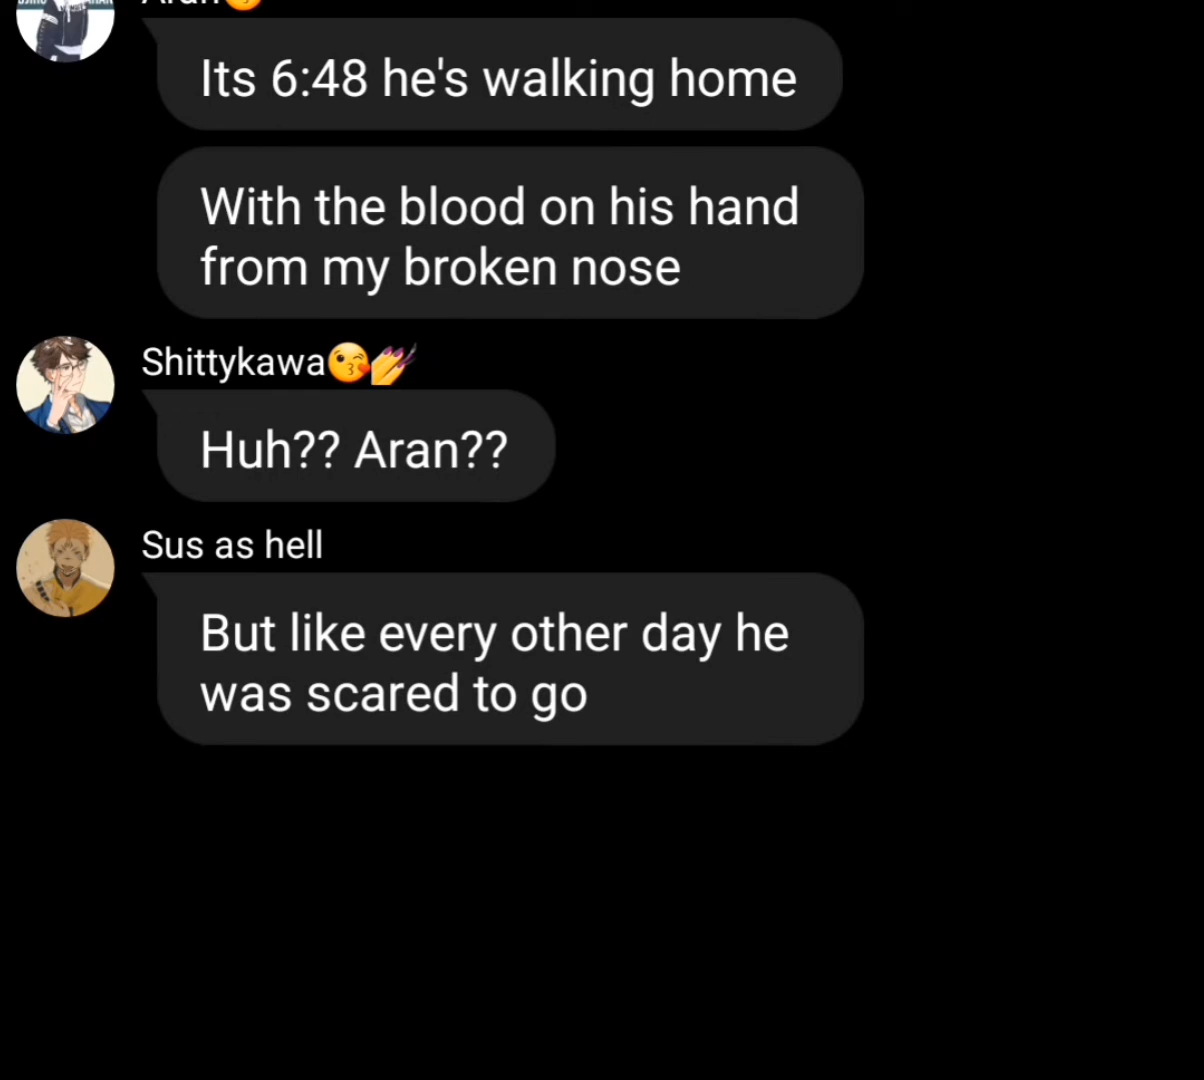 Aran😗
Its 6:48 he's walking home
With the blood on his hand
from my broken nose
Shittykawa😘💅
Huh?? Aran??
Sus as hell
But like every other day he
was scared to go